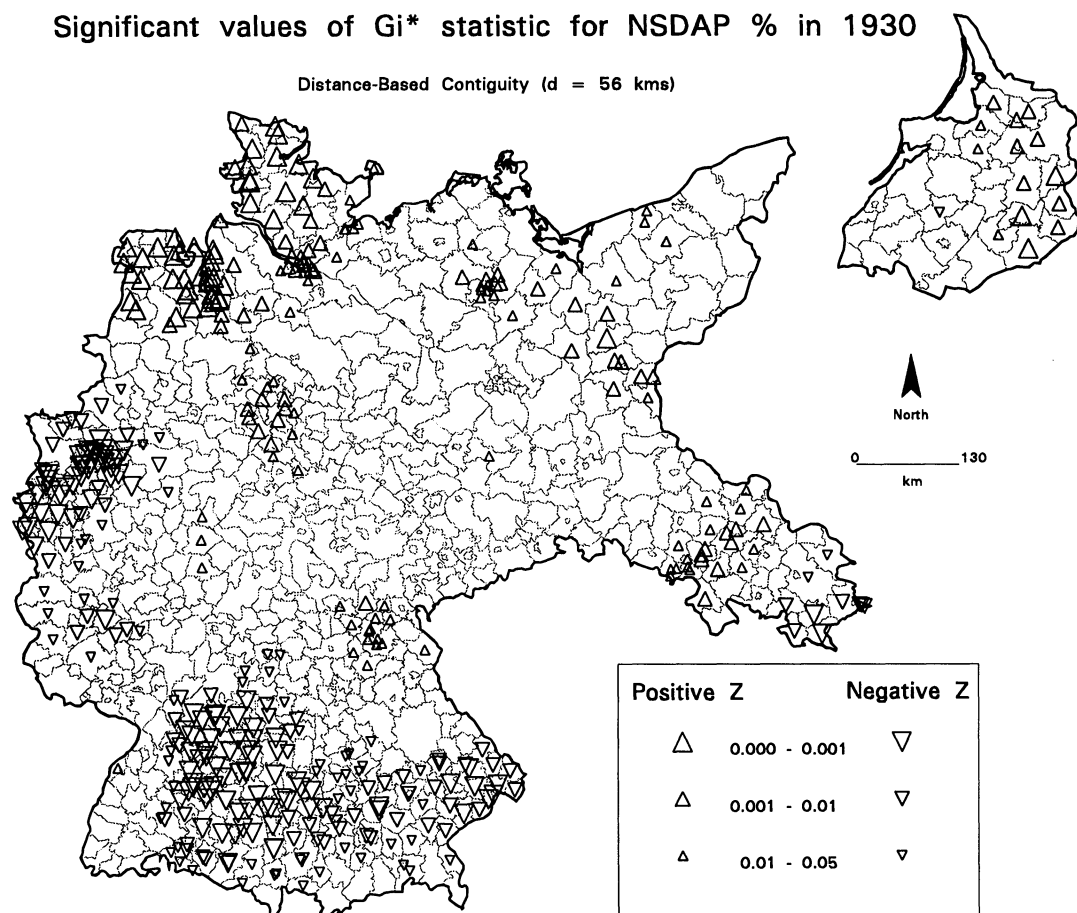 Significant values of Gi* statistic for NSDAP % in 1930
Distance-Based Contiguity (d = 56 kms)
North
0 130
km
Positive Z Negative Z
0.000 - 0.001
0.001 - 0.01
0.01 - 0.05